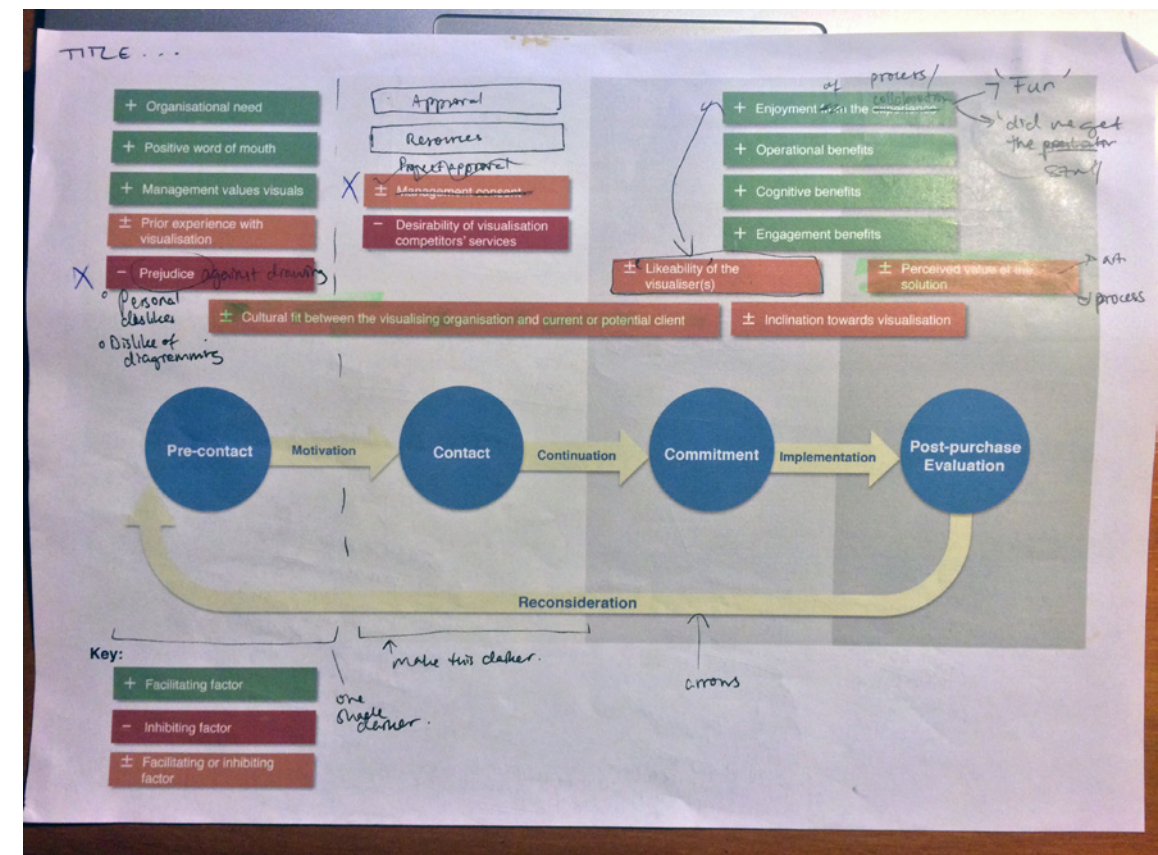 TITLE...
+ Organisational need
+ Positive word of mouth
+ Management values visuals
± Prior experience with
visualisation
- Prejudice against drawing
X
Personal
dislikes
Dislike of
diagramming
Approval
Resources
Project approval
X
± Management consent
- Desirability of visualisation
competitors' services
of process/
collaboration
+ Enjoyment from the experience
'Fun'
'did we get
the
+ Operational benefits
+ Cognitive benefits
+ Engagement benefits
± Likeability of the
visualiser(s)
± Perceived value of the
solution
art
process
± Cultural fit between the visualising organisation and current or potential client
± Inclination towards visualisation
Pre-contact
Motivation
Contact
Continuation
Commitment
Implementation
Post-purchase
Evaluation
Reconsideration
make this darker.
arrows
one
shade
darker.
Key:
+ Facilitating factor
- Inhibiting factor
± Facilitating or inhibiting
factor